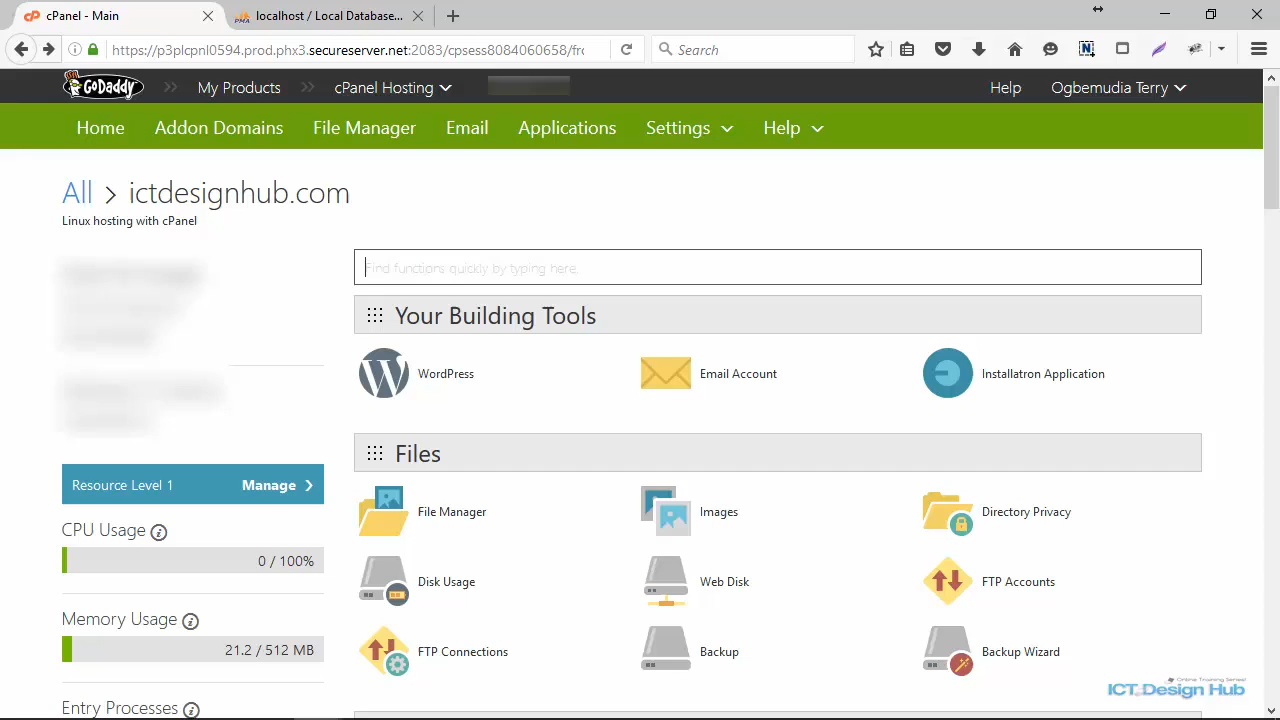 cPanel - Main
localhost / Local Database...
https://p3plcpnl0594.prod.phx3.secureserver.net:2083/cpsess8084060658/frc
Search
GoDaddy
My Products
cPanel Hosting
Help
Ogbemudia Terry
Home
Addon Domains
File Manager
Email
Applications
Settings
Help
All > ictdesignhub.com
Linux hosting with cPanel
Find functions quickly by typing here.
Your Building Tools
WordPress
Email Account
Installatron Application
Files
Resource Level 1
Manage
File Manager
Images
Directory Privacy
CPU Usage
0 / 100%
Disk Usage
Web Disk
FTP Accounts
Memory Usage
21.2 / 512 MB
FTP Connections
Backup
Backup Wizard
Entry Processes
Online Training Series!
ICT Design Hub